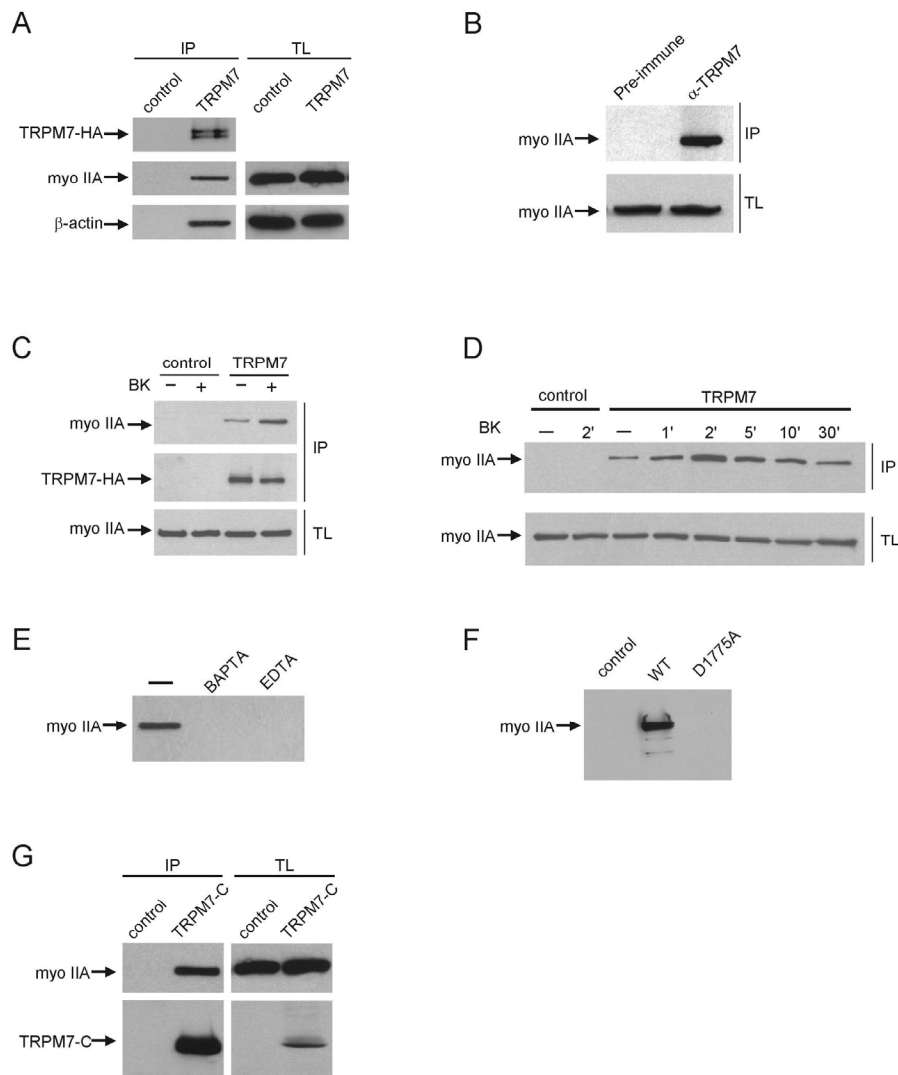 A
IP TL
control TRPM7 control TRPM7
TRPM7-HA
myo IIA
β-actin
B
Pre-immune α-TRPM7
myo IIA IP
myo IIA TL
C
control TRPM7
BK – + – +
myo IIA
TRPM7-HA
IP
myo IIA TL
D
control TRPM7
BK – 2' – 1' 2' 5' 10' 30'
myo IIA IP
myo IIA TL
E
– BAPTA EDTA
myo IIA
F
control WT D1775A
myo IIA
G
IP TL
control TRPM7-C control TRPM7-C
myo IIA
TRPM7-C